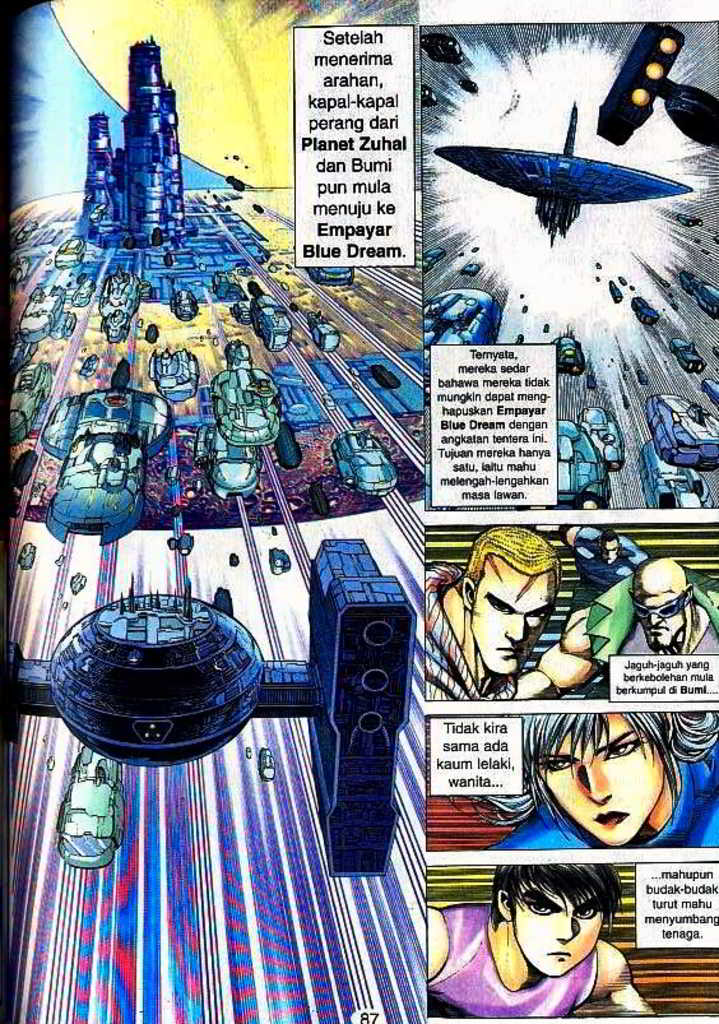 Setelah
menerima
arahan,
kapal-kapal
perang dari
Planet Zuhal
dan Bumi
pun mula
menuju ke
Empayar
Blue Dream.
Ternyata,
mereka sedar
bahawa mereka tidak
mungkin dapat meng-
hapuskan Empayar
Blue Dream dengan
angkatan tentera ini.
Tujuan mereka hanya
satu, iaitu mahu
melengah-lengahkan
masa lawan.
Jaguh-jaguh yang
berkebolehan mula
berkumpul di Bumi....
Tidak kira
sama ada
kaum lelaki,
wanita...
...mahupun
budak-budak
turut mahu
menyumbang
tenaga.
87